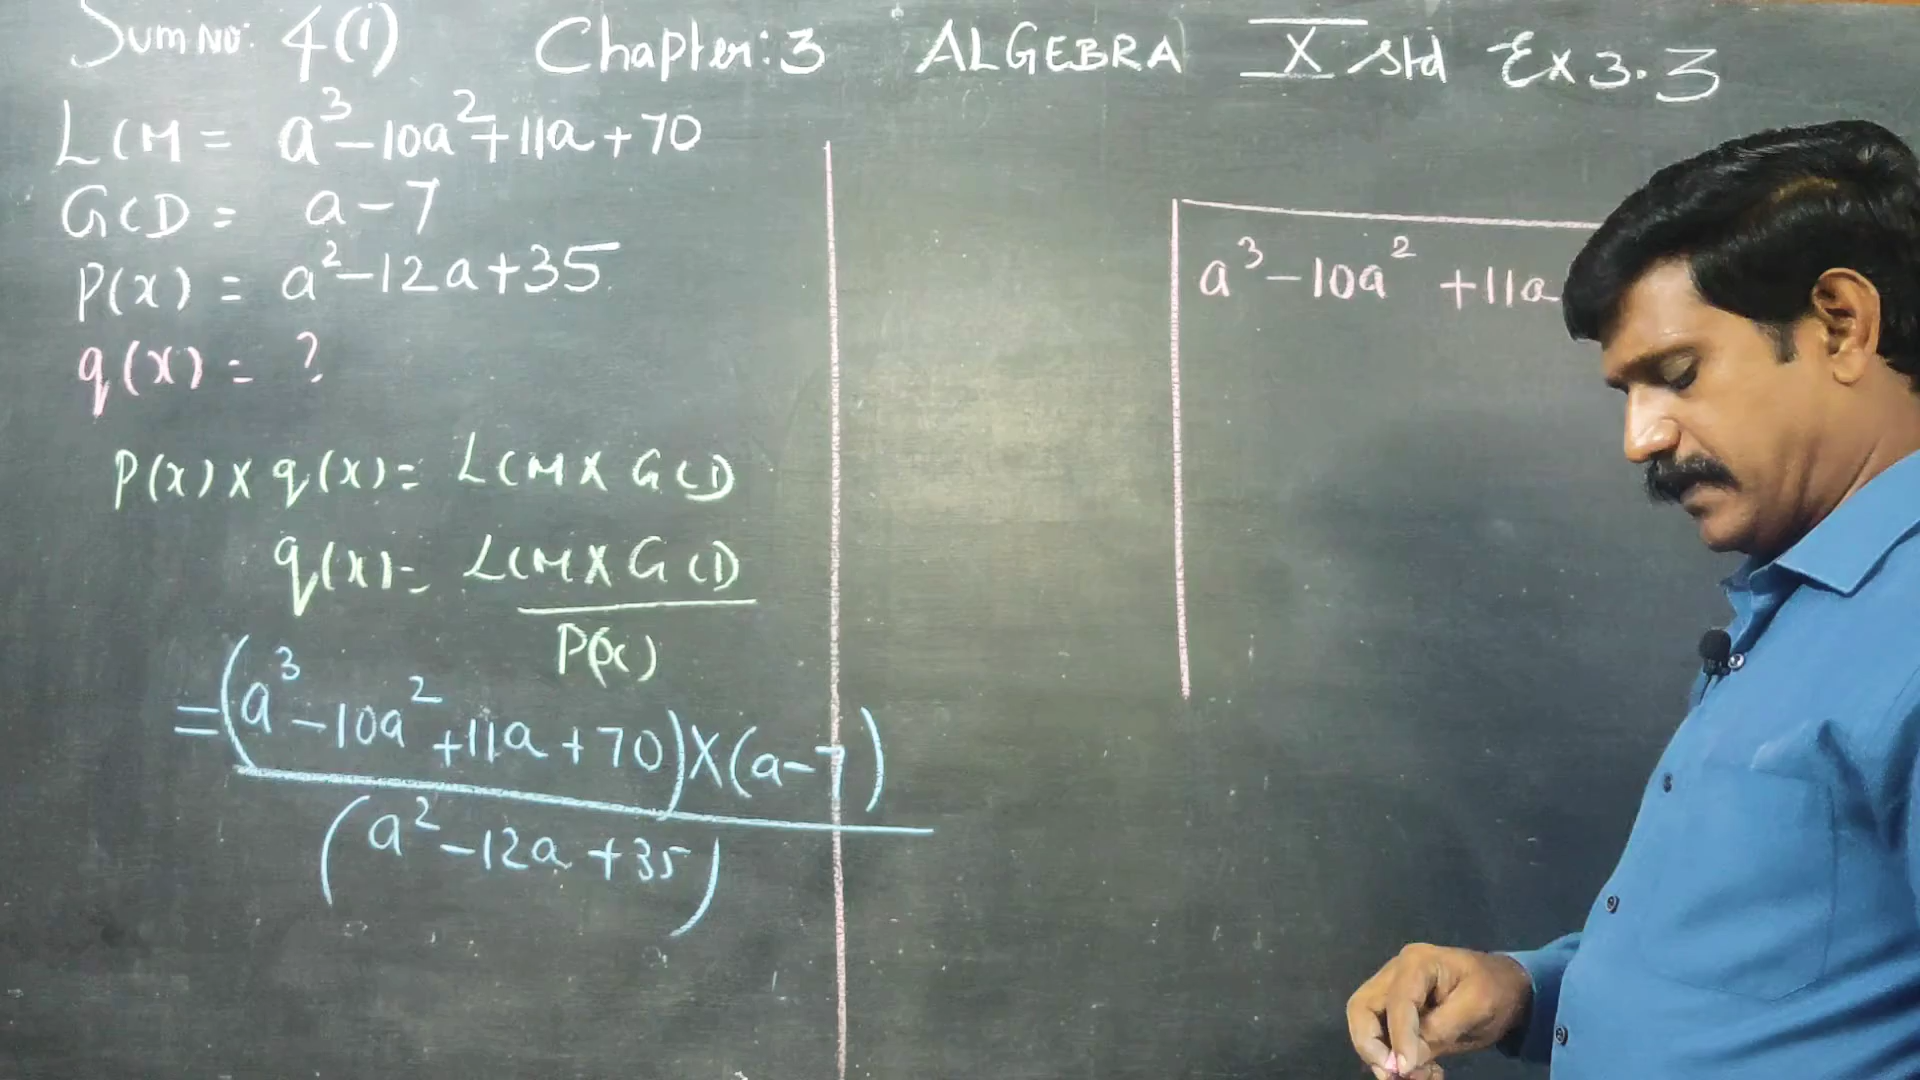 Sum No: 4(i) Chapter: 3 ALGEBRA X std Ex 3.3
LCM = a³-10a²+11a+70
GCD = a-7
P(x) = a²-12a+35
q(x) = ?
P(x) x q(x) = LCM X GCD
q(x) = LCM X GCD
P(x)
= (a³-10a²+11a+70) X (a-7)
(a²-12a+35)
a³-10a²+11a